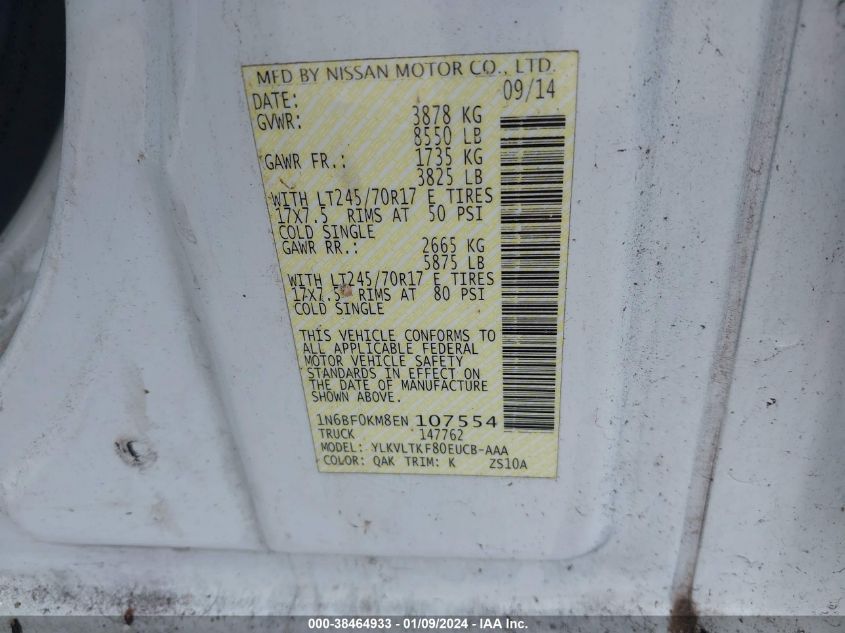 MFD BY NISSAN MOTOR CO., LTD.
DATE: 09/14
GVWR: 3878 KG
8550 LB
GAWR FR.: 1735 KG
3825 LB
WITH LT245/70R17 E TIRES
17X7.5 RIMS AT 50 PSI
COLD SINGLE
GAWR RR.: 2665 KG
5875 LB
WITH LT245/70R17 E TIRES
17X7.5 RIMS AT 80 PSI
COLD SINGLE
THIS VEHICLE CONFORMS TO
ALL APPLICABLE FEDERAL
MOTOR VEHICLE SAFETY
STANDARDS IN EFFECT ON
THE DATE OF MANUFACTURE
SHOWN ABOVE.
1N6BF0KM8EN 107554
TRUCK 147762
MODEL: YLKVLTKF80EUCB-AAA
COLOR: QAK TRIM: K ZS10A
000-38464933 - 01/09/2024 - IAA Inc.